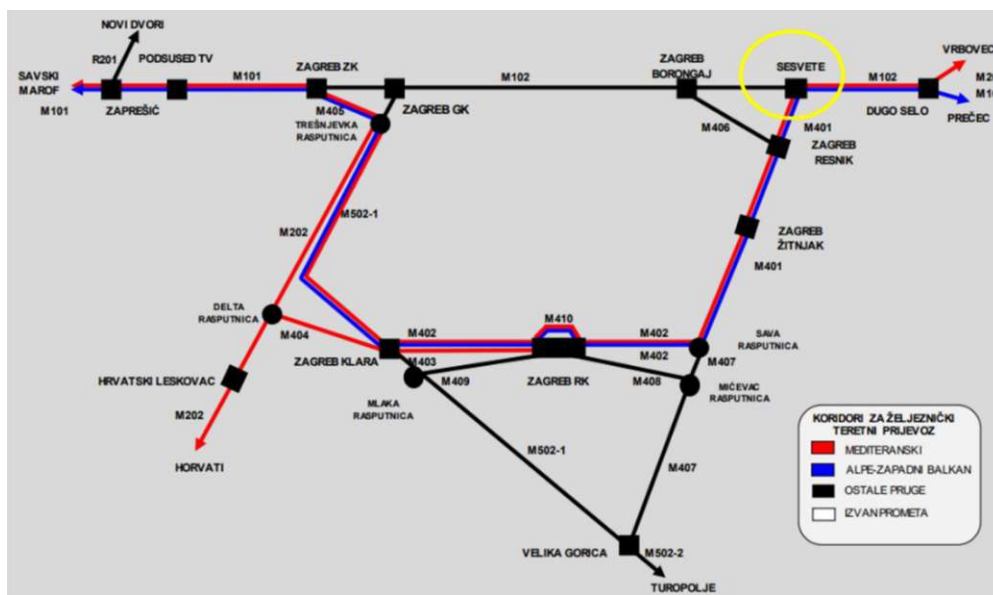 NOVI DVORI
R201
PODSUSED TV
SAVSKI
MAROF
M101
M101
ZAPREŠIĆ
ZAGREB ZK
M405
TREŠNJEVKA
RASPUTNICA
ZAGREB GK
M102
ZAGREB
BORONGAJ
M406
SESVETE
M102
VRBOVEC
DUGO SELO
PREČEC
M401
ZAGREB
RESNIK
M502-1
M202
ZAGREB
ŽITNJAK
M401
DELTA
RASPUTNICA
M404
M402
M410
M402
M402
SAVA
RASPUTNICA
ZAGREB KLARA
M403
M407
HRVATSKI LESKOVAC
M409
ZAGREB RK
M408
MIĆEVAC
RASPUTNICA
MLAKA
RASPUTNICA
M202
HORVATI
M502-1
M407
VELIKA GORICA
M502-2
TUROPOLJE
KORIDORI ZA ŽELJEZNIČKI
TERETNI PRIJEVOZ
MEDITERANSKI
ALPE-ZAPADNI BALKAN
OSTALE PRUGE
IZVAN PROMETA